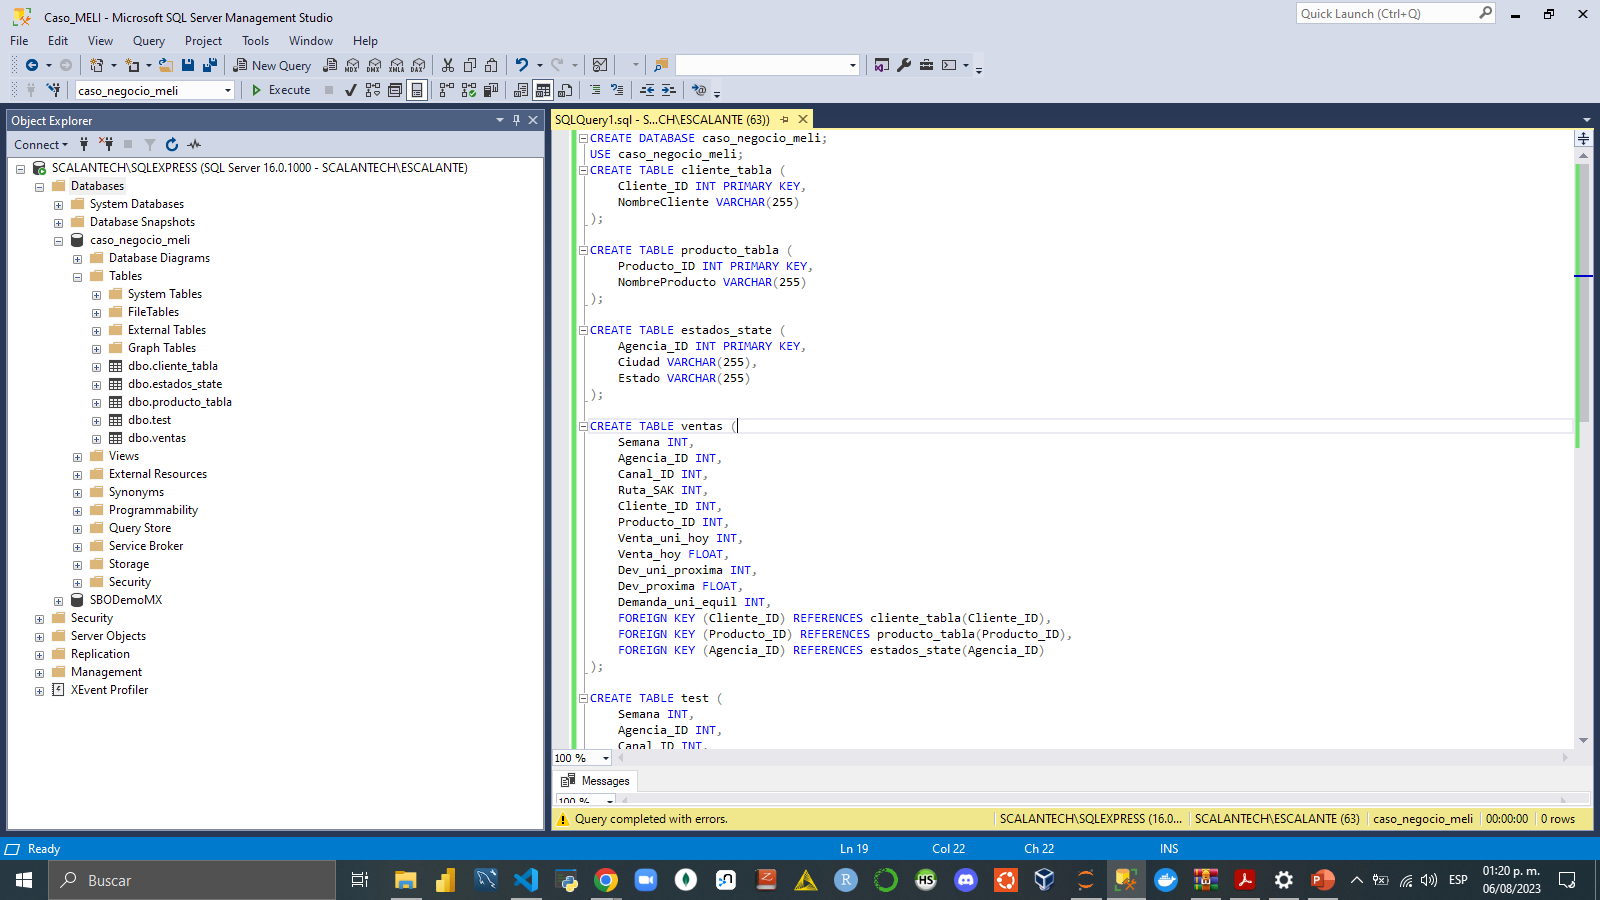 Caso_MELI - Microsoft SQL Server Management Studio
Quick Launch (Ctrl+Q)
File Edit View Query Project Tools Window Help
New Query
MDX DMX XMLA DAX
caso_negocio_meli
Execute
Object Explorer
Connect
SCALANTECH\SQLEXPRESS (SQL Server 16.0.1000 - SCALANTECH\ESCALANTE)
Databases
System Databases
Database Snapshots
caso_negocio_meli
Database Diagrams
Tables
System Tables
FileTables
External Tables
Graph Tables
dbo.cliente_tabla
dbo.estados_state
dbo.producto_tabla
dbo.test
dbo.ventas
Views
External Resources
Synonyms
Programmability
Query Store
Service Broker
Storage
Security
SBODemoMX
Security
Server Objects
Replication
Management
XEvent Profiler
SQLQuery1.sql - S...CH\ESCALANTE (63))
CREATE DATABASE caso_negocio_meli;
USE caso_negocio_meli;
CREATE TABLE cliente_tabla (
Cliente_ID INT PRIMARY KEY,
NombreCliente VARCHAR(255)
);
CREATE TABLE producto_tabla (
Producto_ID INT PRIMARY KEY,
NombreProducto VARCHAR(255)
);
CREATE TABLE estados_state (
Agencia_ID INT PRIMARY KEY,
Ciudad VARCHAR(255),
Estado VARCHAR(255)
);
CREATE TABLE ventas (
Semana INT,
Agencia_ID INT,
Canal_ID INT,
Ruta_SAK INT,
Cliente_ID INT,
Producto_ID INT,
Venta_uni_hoy INT,
Venta_hoy FLOAT,
Dev_uni_proxima INT,
Dev_proxima FLOAT,
Demanda_uni_equil INT,
FOREIGN KEY (Cliente_ID) REFERENCES cliente_tabla(Cliente_ID),
FOREIGN KEY (Producto_ID) REFERENCES producto_tabla(Producto_ID),
FOREIGN KEY (Agencia_ID) REFERENCES estados_state(Agencia_ID)
);
CREATE TABLE test (
Semana INT,
Agencia_ID INT,
Canal_ID INT,
100 %
Messages
100 %
Query completed with errors.
SCALANTECH\SQLEXPRESS (16.0... SCALANTECH\ESCALANTE (63) caso_negocio_meli 00:00:00 0 rows
Ready Ln 19 Col 22 Ch 22 INS
Buscar
R
HS
P
ESP
01:20 p. m.
06/08/2023